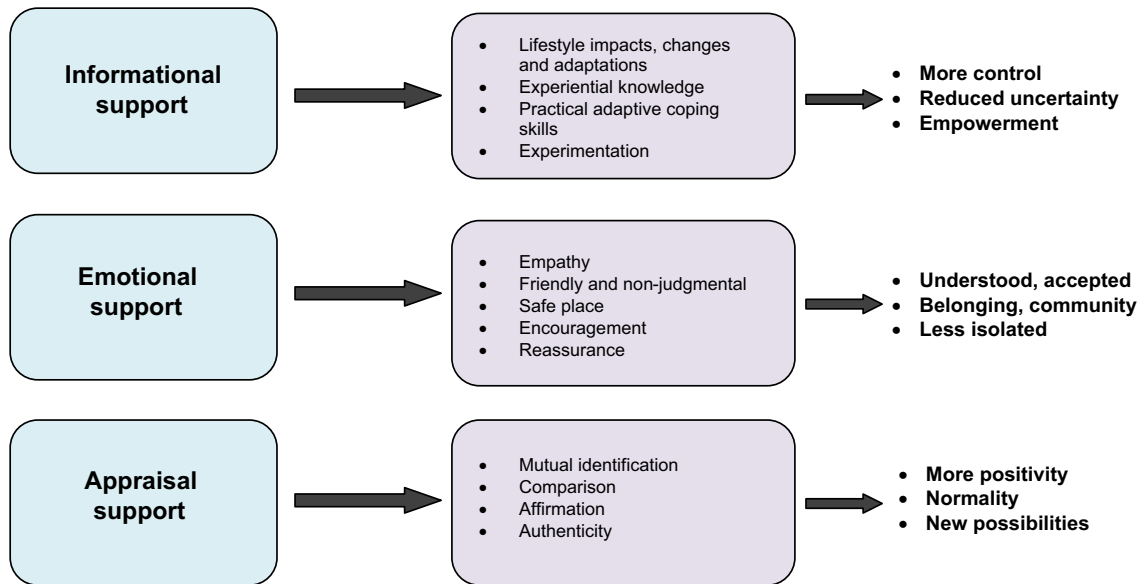 Informational
support
• Lifestyle impacts, changes
and adaptations
• Experiential knowledge
• Practical adaptive coping
skills
• Experimentation
• More control
• Reduced uncertainty
• Empowerment
Emotional
support
• Empathy
• Friendly and non-judgmental
• Safe place
• Encouragement
• Reassurance
• Understood, accepted
• Belonging, community
• Less isolated
Appraisal
support
• Mutual identification
• Comparison
• Affirmation
• Authenticity
• More positivity
• Normality
• New possibilities